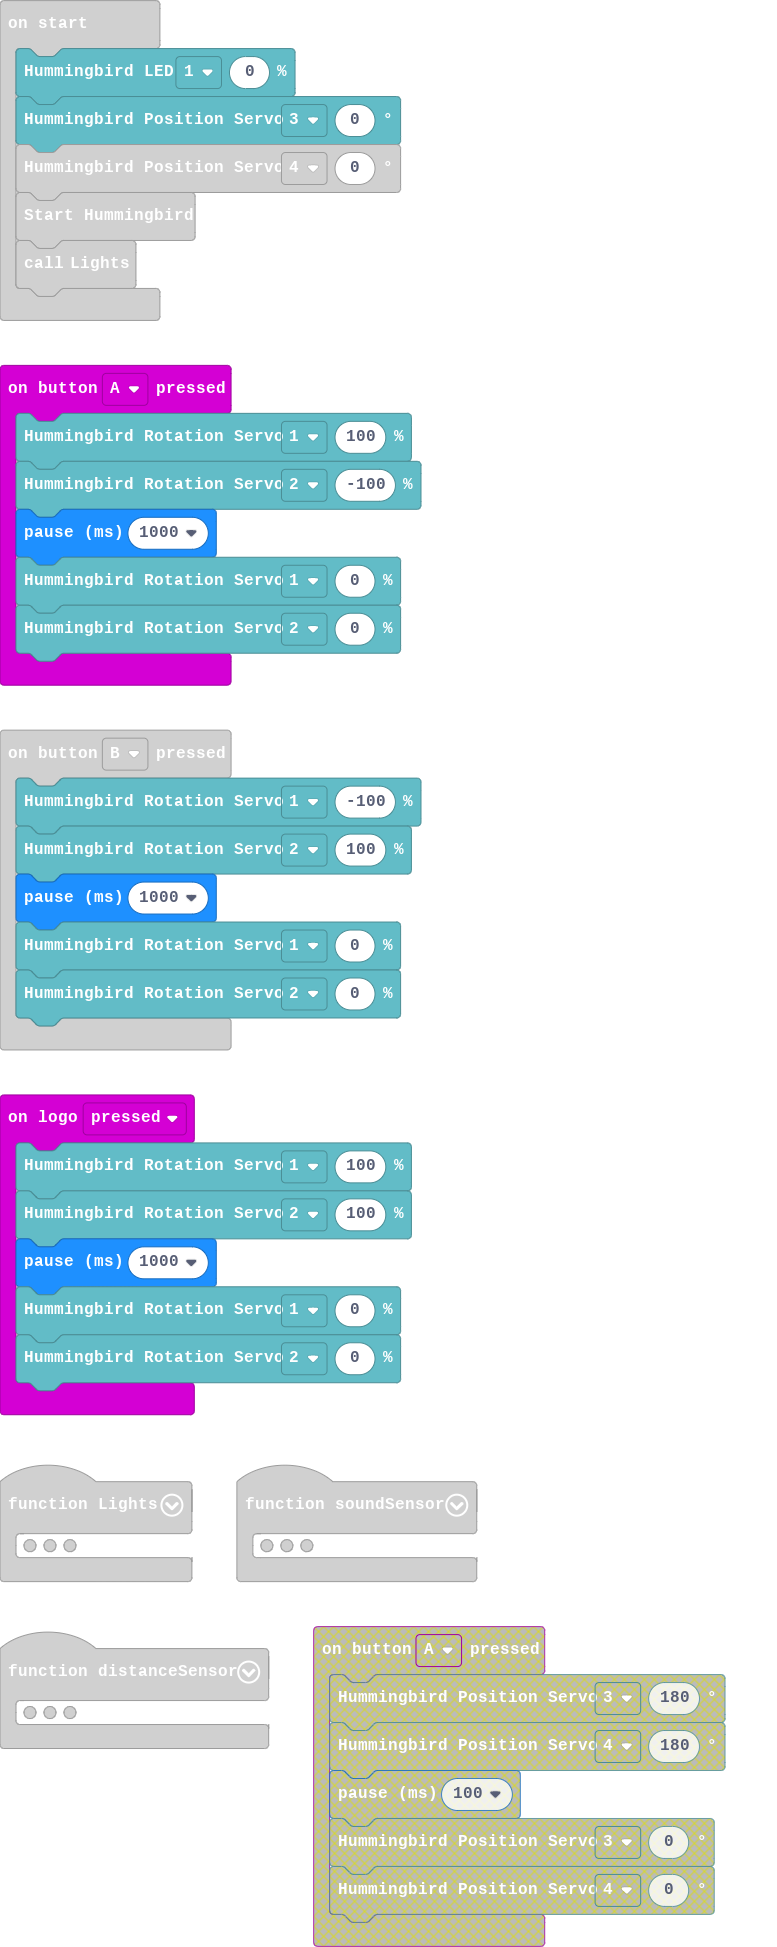 on start
Hummingbird LED 1 0 %
Hummingbird Position Servo 3 0 °
Hummingbird Position Servo 4 0 °
Start Hummingbird
call Lights
on button A pressed
Hummingbird Rotation Servo 1 100 %
Hummingbird Rotation Servo 2 -100 %
pause (ms) 1000
Hummingbird Rotation Servo 1 0 %
Hummingbird Rotation Servo 2 0 %
on button B pressed
Hummingbird Rotation Servo 1 -100 %
Hummingbird Rotation Servo 2 100 %
pause (ms) 1000
Hummingbird Rotation Servo 1 0 %
Hummingbird Rotation Servo 2 0 %
on logo pressed
Hummingbird Rotation Servo 1 100 %
Hummingbird Rotation Servo 2 100 %
pause (ms) 1000
Hummingbird Rotation Servo 1 0 %
Hummingbird Rotation Servo 2 0 %
function Lights
function soundSensor
function distanceSensor
on button A pressed
Hummingbird Position Servo 3 180 °
Hummingbird Position Servo 4 180 °
pause (ms) 100
Hummingbird Position Servo 3 0 °
Hummingbird Position Servo 4 0 °